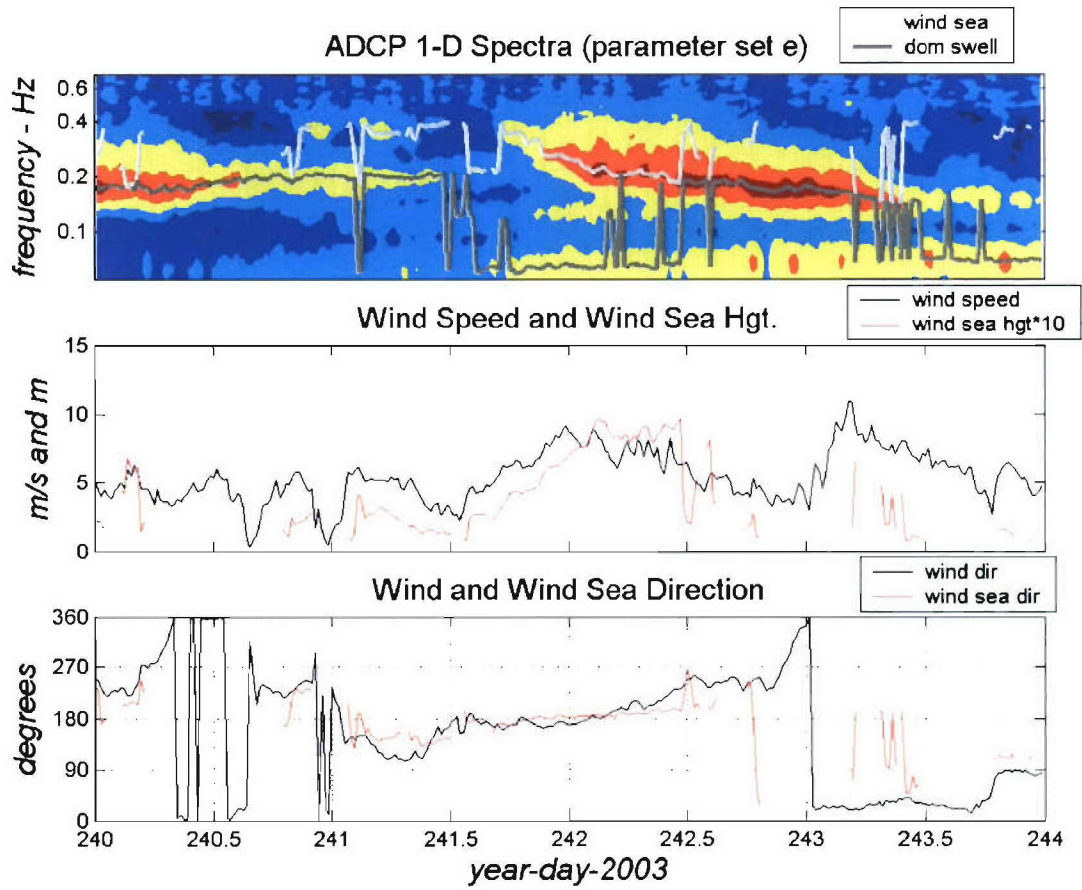 wind sea
dom swell
ADCP 1-D Spectra (parameter set e)
frequency - Hz
0.6
0.4
0.2
0.1
wind speed
wind sea hgt*10
Wind Speed and Wind Sea Hgt.
m/s and m
15
10
5
0
wind dir
wind sea dir
Wind and Wind Sea Direction
degrees
360
270
180
90
0
240
240.5
241
241.5
242
242.5
243
243.5
244
year-day-2003